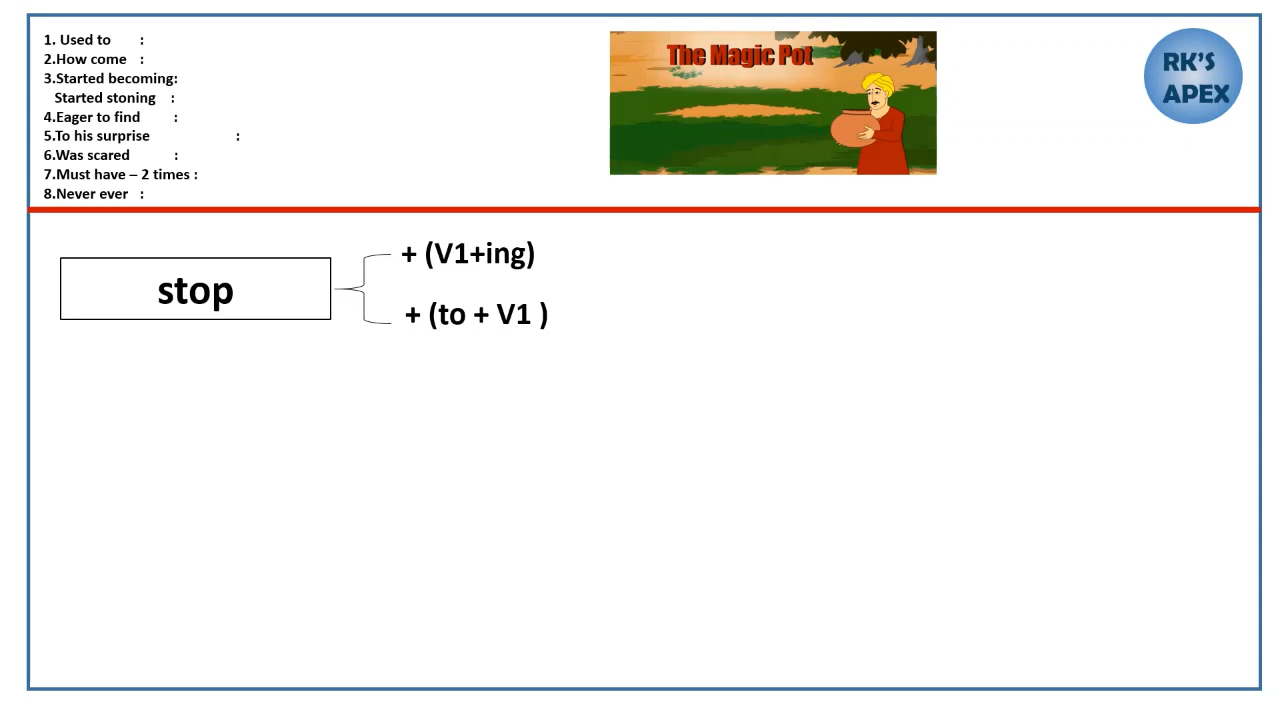 1. Used to :
2.How come :
3.Started becoming:
Started stoning :
4.Eager to find :
5.To his surprise :
6.Was scared :
7.Must have – 2 times :
8.Never ever :
The Magic Pot
RK'S
APEX
stop
+ (V1+ing)
+ (to + V1 )